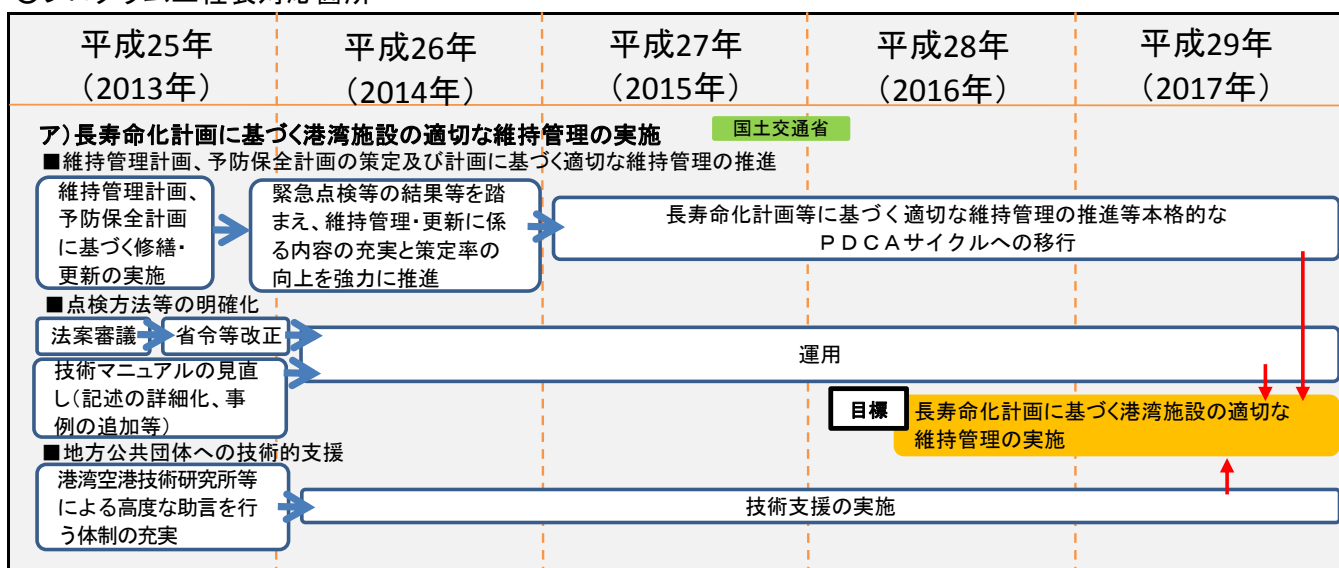 平成25年
(2013年)
平成26年
(2014年)
平成27年
(2015年)
平成28年
(2016年)
平成29年
(2017年)
ア)長寿命化計画に基づく港湾施設の適切な維持管理の実施
国土交通省
■維持管理計画、予防保全計画の策定及び計画に基づく適切な維持管理の推進
維持管理計画、
予防保全計画
に基づく修繕・
更新の実施
緊急点検等の結果等を踏
まえ、維持管理・更新に係
る内容の充実と策定率の
向上を強力に推進
長寿命化計画等に基づく適切な維持管理の推進等本格的な
PDCAサイクルへの移行
■点検方法等の明確化
法案審議
省令等改正
運用
技術マニュアルの見直
し(記述の詳細化、事
例の追加等)
目標
長寿命化計画に基づく港湾施設の適切な
維持管理の実施
■地方公共団体への技術的支援
港湾空港技術研究所等
による高度な助言を行
う体制の充実
技術支援の実施